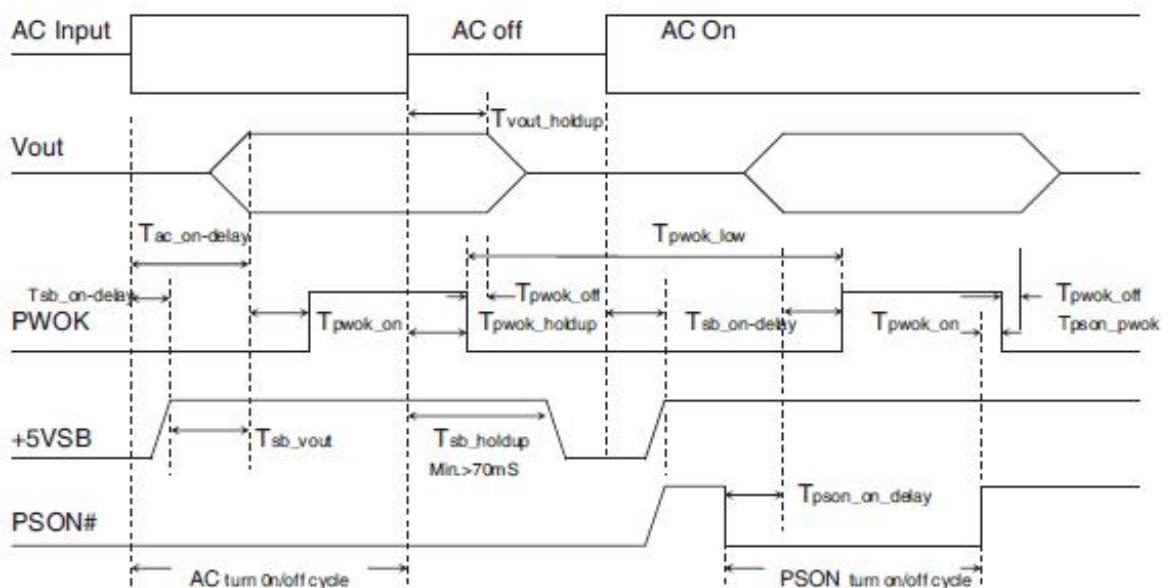 AC Input
AC off
AC On
Tvout_holdup
Vout
Tac_on-delay
Tpwok_low
Tsb_on-delay
Tpwok_off
Tpwok_off
PWOK
Tpwok_on
Tpwok_holdup
Tsb_on-delay
Tpwok_on
Tpson_pwok
+5VSB
Tsb_vout
Tsb_holdup
Min.>70mS
PSON#
Tpson_on_delay
AC turn 0n/off cycle
PSON turn on/off cycle